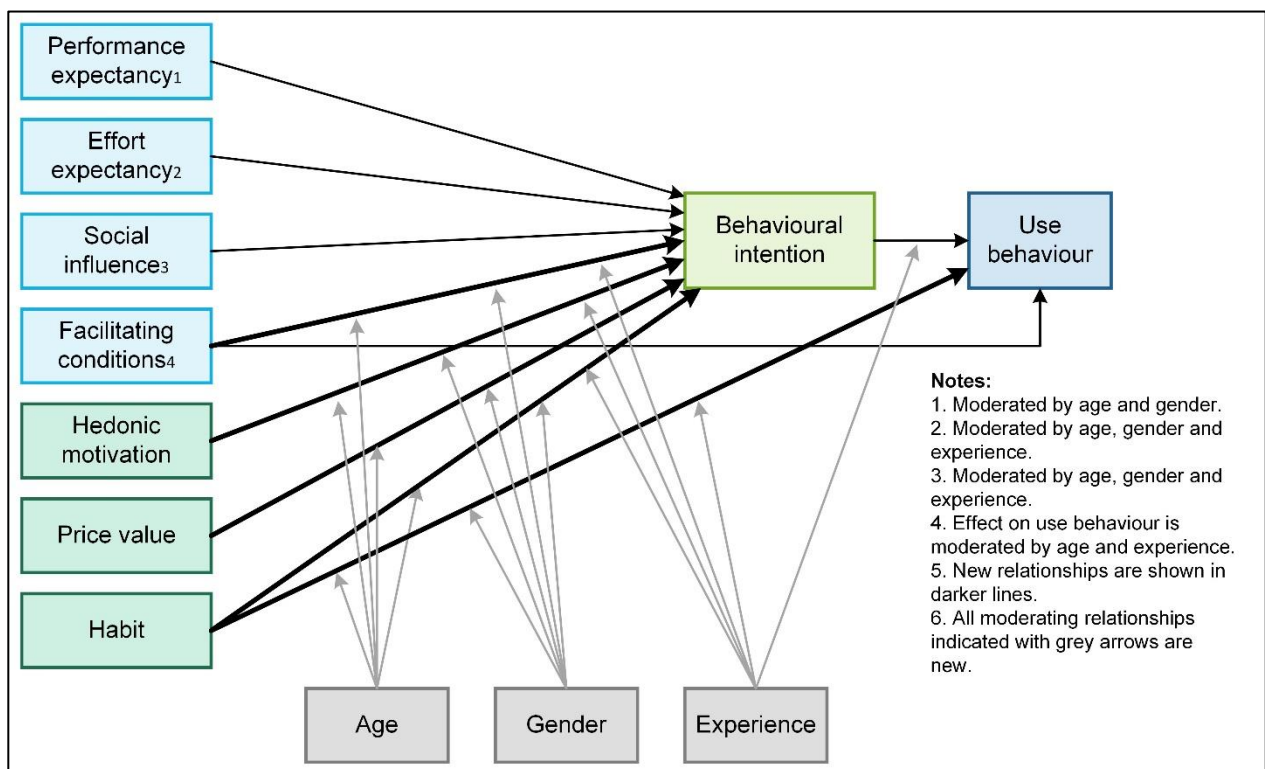 Performance
expectancy1
Effort
expectancy2
Social
influence3
Facilitating
conditions4
Hedonic
motivation
Price value
Habit
Behavioural
intention
Use
behaviour
Notes:
1. Moderated by age and gender.
2. Moderated by age, gender and
experience.
3. Moderated by age, gender and
experience.
4. Effect on use behaviour is
moderated by age and experience.
5. New relationships are shown in
darker lines.
6. All moderating relationships
indicated with grey arrows are
new.
Age
Gender
Experience